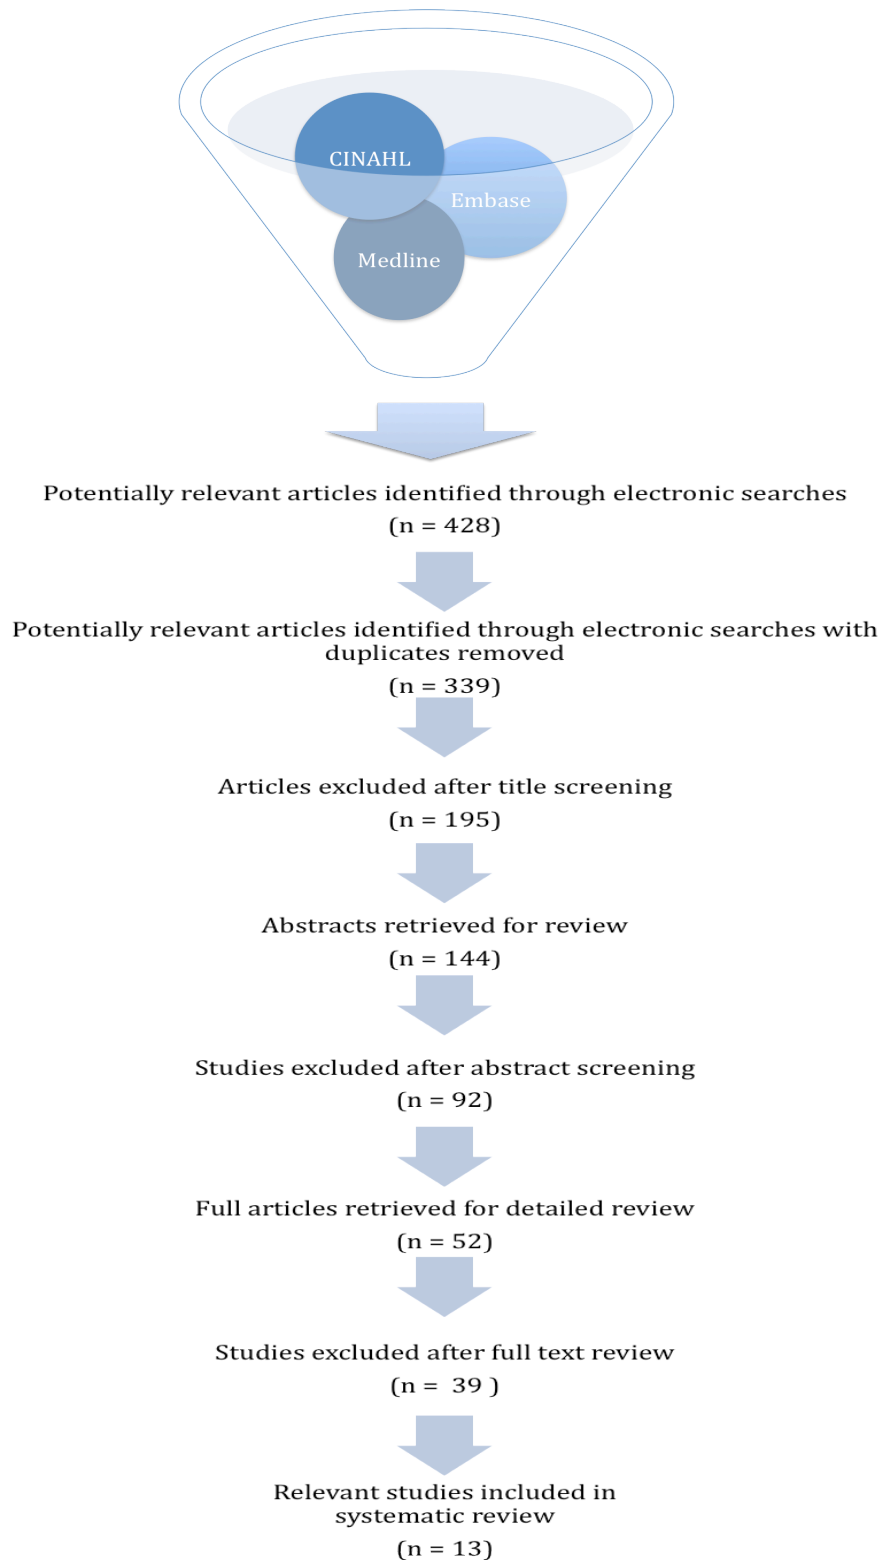 CINAHL
Embase
Medline
Potentially relevant articles identified through electronic searches
(n = 428)
Potentially relevant articles identified through electronic searches with
duplicates removed
(n = 339)
Articles excluded after title screening
(n = 195)
Abstracts retrieved for review
(n = 144)
Studies excluded after abstract screening
(n = 92)
Full articles retrieved for detailed review
(n = 52)
Studies excluded after full text review
(n =  39 )
Relevant studies included in
systematic review
(n = 13)